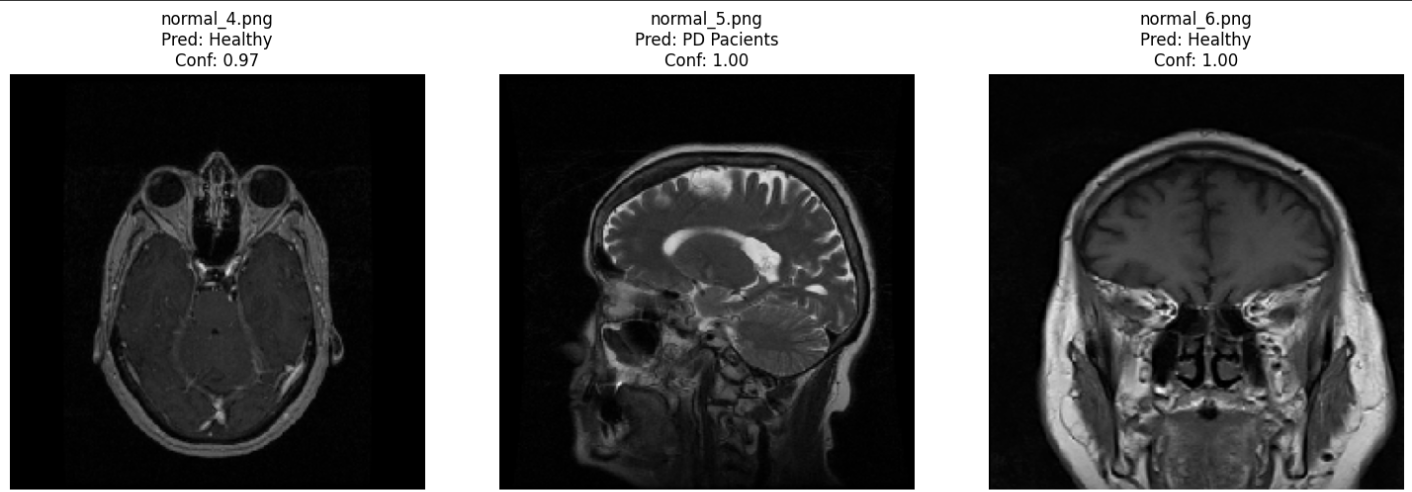 normal_4.png
Pred: Healthy
Conf: 0.97
normal_5.png
Pred: PD Pacients
Conf: 1.00
normal_6.png
Pred: Healthy
Conf: 1.00